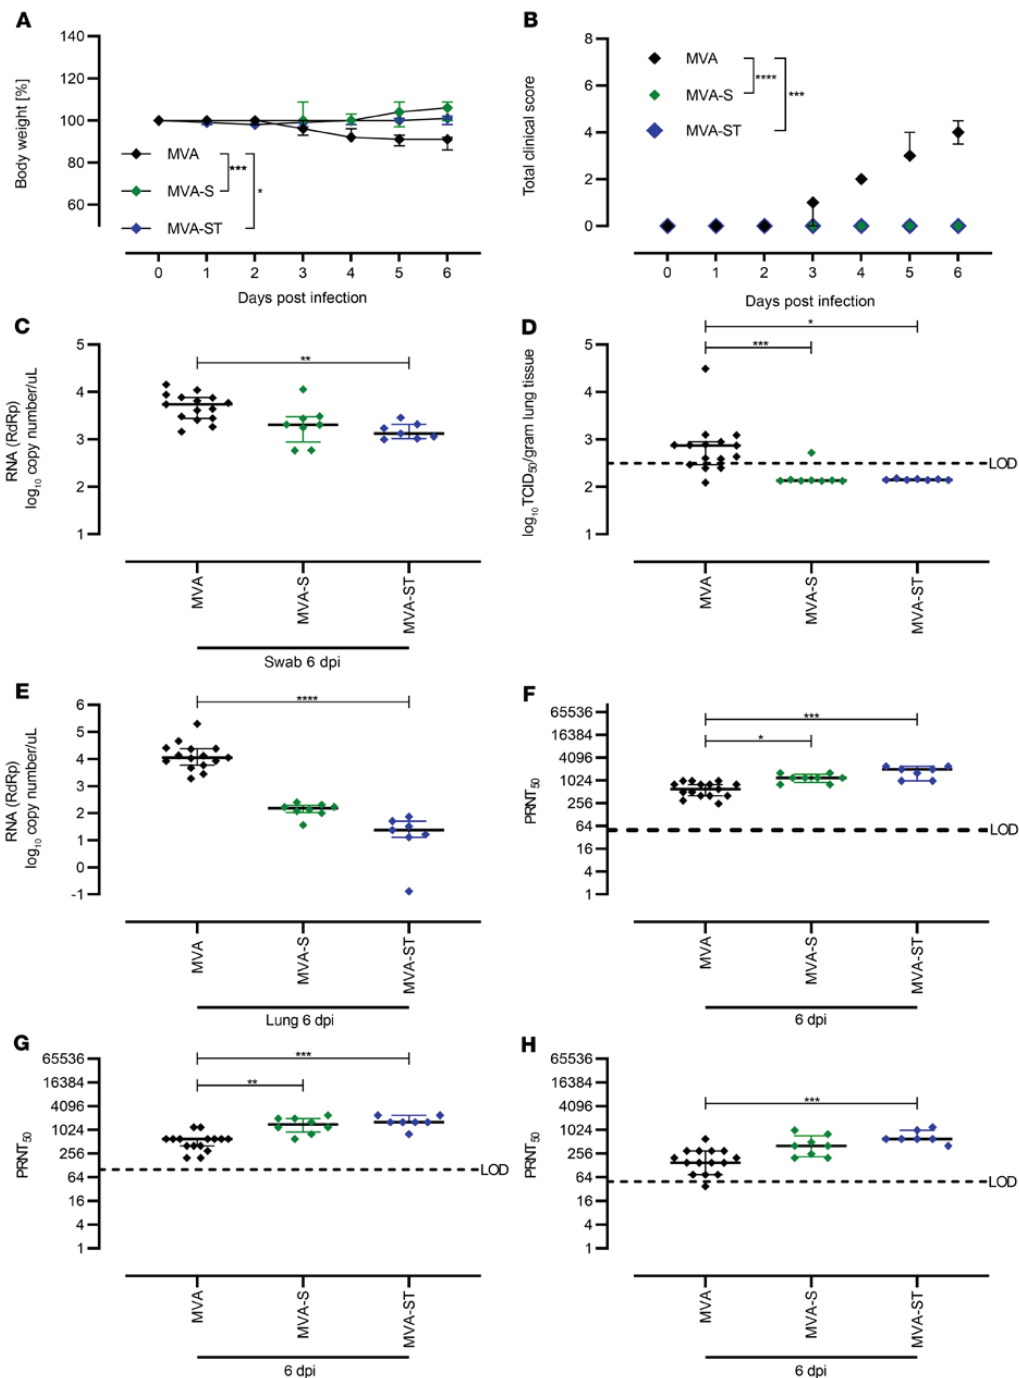 A
140
120
100
80
60
Body weight [%]
MVA
MVA-S
MVA-ST
***
*
0 1 2 3 4 5 6
Days post infection
B
8
6
4
2
0
Total clinical score
MVA
MVA-S
MVA-ST
****
***
0 1 2 3 4 5 6
Days post infection
C
5
4
3
2
1
RNA (RdRp)
log10 copy number/uL
**
MVA
MVA-S
MVA-ST
Swab 6 dpi
D
5
4
3
2
1
log10 TCID50/gram lung tissue
*
***
LOD
MVA
MVA-S
MVA-ST
E
6
5
4
3
2
1
0
-1
RNA (RdRp)
log10 copy number/uL
****
MVA
MVA-S
MVA-ST
Lung 6 dpi
F
65536
16384
4096
1024
256
64
16
4
1
PRNT50
***
*
LOD
MVA
MVA-S
MVA-ST
6 dpi
G
65536
16384
4096
1024
256
64
16
4
1
PRNT50
***
**
LOD
MVA
MVA-S
MVA-ST
6 dpi
H
65536
16384
4096
1024
256
64
16
4
1
PRNT50
***
LOD
MVA
MVA-S
MVA-ST
6 dpi